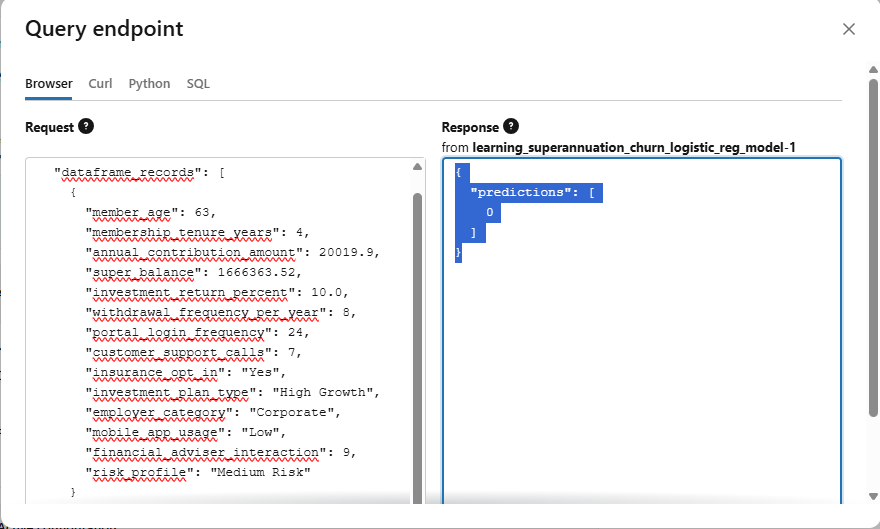 Query endpoint
Browser Curl Python SQL
Request ?
"dataframe_records": [
{
"member_age": 63,
"membership_tenure_years": 4,
"annual_contribution_amount": 20019.9,
"super_balance": 1666363.52,
"investment_return_percent": 10.0,
"withdrawal_frequency_per_year": 8,
"portal_login_frequency": 24,
"customer_support_calls": 7,
"insurance_opt_in": "Yes",
"investment_plan_type": "High Growth",
"employer_category": "Corporate",
"mobile_app_usage": "Low",
"financial_adviser_interaction": 9,
"risk_profile": "Medium Risk"
}
Response ?
from learning_superannuation_churn_logistic_reg_model-1
{
"predictions": [
0
]
}